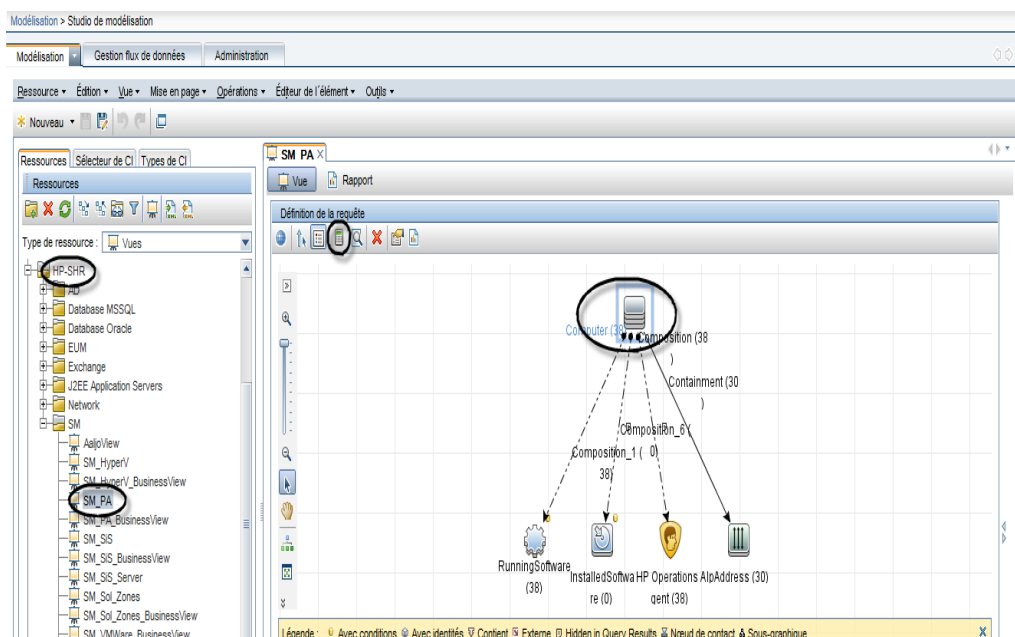 Modélisation > Studio de modélisation
Modélisation Gestion flux de données Administration
Ressource Édition Vue Mise en page Opérations Éditeur de l'élément Outils
Nouveau
Ressources Sélecteur de CI Types de CI
Ressources
Type de ressource : Vues
HP-SHR
AD
Database MSSQL
Database Oracle
EUM
Exchange
J2EE Application Servers
Network
SM
AaljoView
SM_HyperV
SM_HyperV_BusinessView
SM_PA
SM_PA_BusinessView
SM_SiS
SM_SiS_BusinessView
SM_SiS_Server
SM_Sol_Zones
SM_Sol_Zones_BusinessView
SM_VMWare_BusinessView
SM PA
Vue Rapport
Définition de la requête
Computer (38)
Composition (38
)
Containment (30
)
Composition_6 (
0)
Composition_1 (
38)
RunningSoftware
(38)
InstalledSoftwa
re (0)
HP Operations A
gent (38)
IpAddress (30)
Légende : Avec conditions Avec identités Contient Externe Hidden in Query Results Nœud de contact Sous-graphique